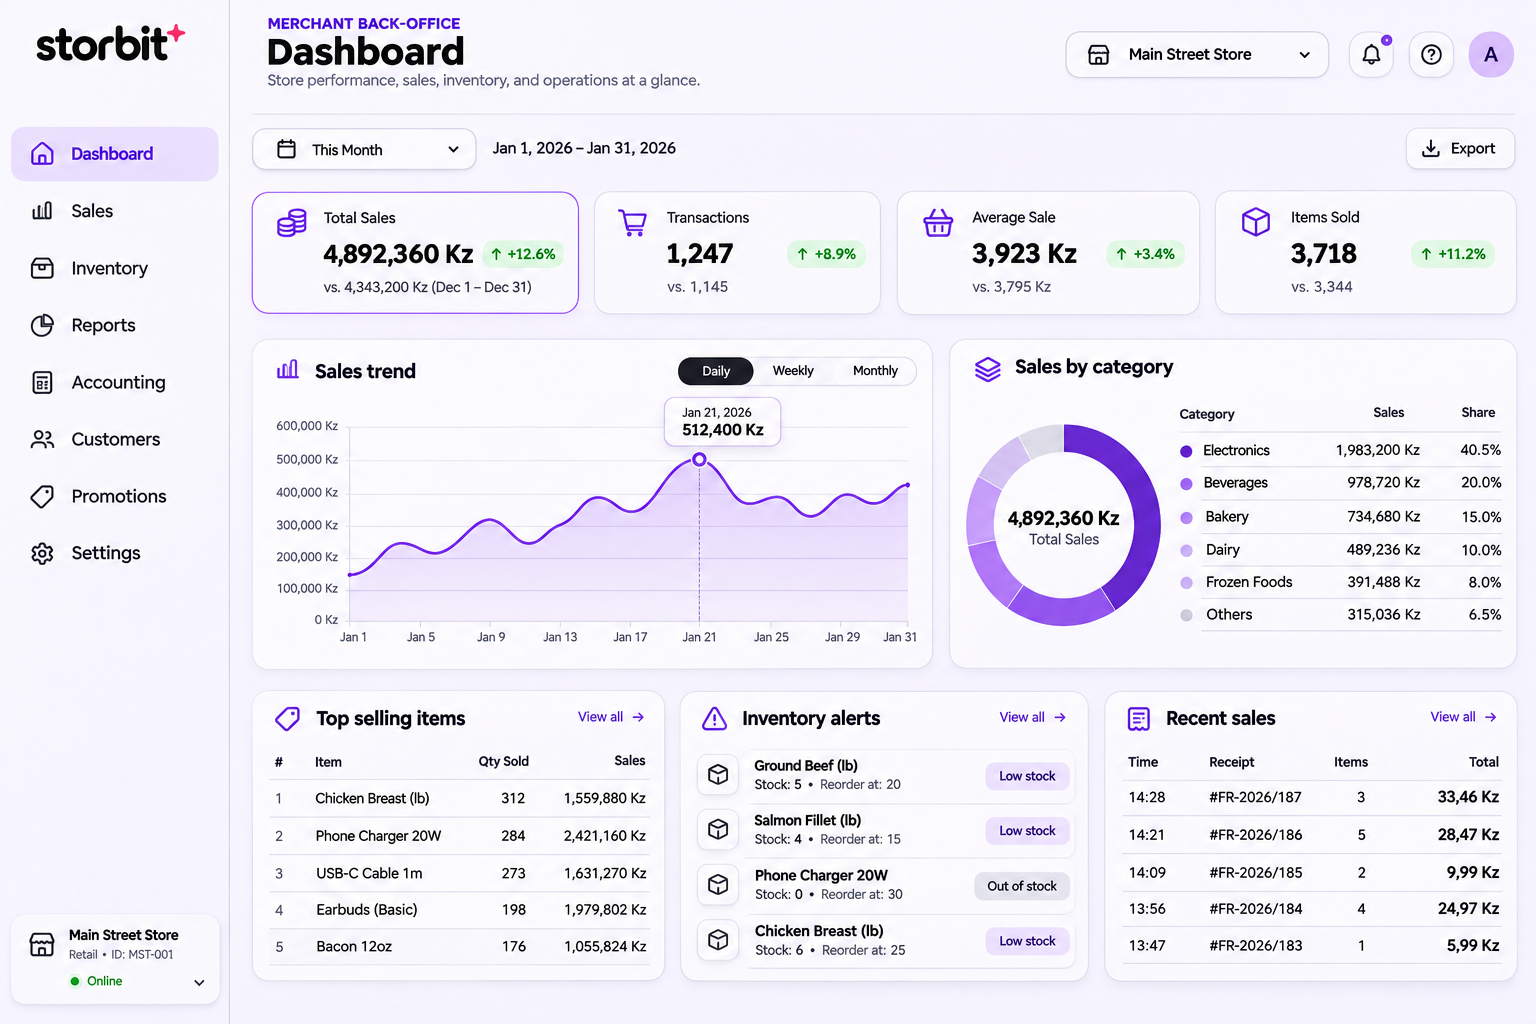 storbit
MERCHANT BACK-OFFICE
Dashboard
Store performance, sales, inventory, and operations at a glance.
Main Street Store
A
Dashboard
Sales
Inventory
Reports
Accounting
Customers
Promotions
Settings
Main Street Store
Retail • ID: MST-001
Online
This Month
Jan 1, 2026 – Jan 31, 2026
Export
Total Sales
4,892,360 Kz ↑ +12.6%
vs. 4,343,200 Kz (Dec 1 – Dec 31)
Transactions
1,247 ↑ +8.9%
vs. 1,145
Average Sale
3,923 Kz ↑ +3.4%
vs. 3,795 Kz
Items Sold
3,718 ↑ +11.2%
vs. 3,344
Sales trend
Daily Weekly Monthly
Jan 21, 2026
512,400 Kz
600,000 Kz
500,000 Kz
400,000 Kz
300,000 Kz
200,000 Kz
100,000 Kz
0 Kz
Jan 1 Jan 5 Jan 9 Jan 13 Jan 17 Jan 21 Jan 25 Jan 29 Jan 31
Sales by category
4,892,360 Kz
Total Sales
Category Sales Share
Electronics 1,983,200 Kz 40.5%
Beverages 978,720 Kz 20.0%
Bakery 734,680 Kz 15.0%
Dairy 489,236 Kz 10.0%
Frozen Foods 391,488 Kz 8.0%
Others 315,036 Kz 6.5%
Top selling items View all →
# Item Qty Sold Sales
1 Chicken Breast (lb) 312 1,559,880 Kz
2 Phone Charger 20W 284 2,421,160 Kz
3 USB-C Cable 1m 273 1,631,270 Kz
4 Earbuds (Basic) 198 1,979,802 Kz
5 Bacon 12oz 176 1,055,824 Kz
Inventory alerts View all →
Ground Beef (lb)
Stock: 5 • Reorder at: 20
Low stock
Salmon Fillet (lb)
Stock: 4 • Reorder at: 15
Low stock
Phone Charger 20W
Stock: 0 • Reorder at: 30
Out of stock
Chicken Breast (lb)
Stock: 6 • Reorder at: 25
Low stock
Recent sales View all →
Time Receipt Items Total
14:28 #FR-2026/187 3 33,46 Kz
14:21 #FR-2026/186 5 28,47 Kz
14:09 #FR-2026/185 2 9,99 Kz
13:56 #FR-2026/184 4 24,97 Kz
13:47 #FR-2026/183 1 5,99 Kz